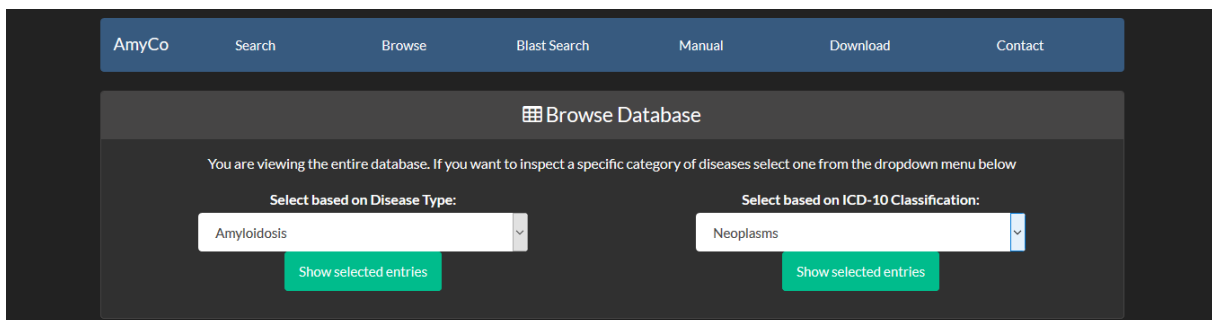 AmyCo Search Browse Blast Search Manual Download Contact
Browse Database
You are viewing the entire database. If you want to inspect a specific category of diseases select one from the dropdown menu below
Select based on Disease Type:
Amyloidosis
Show selected entries
Select based on ICD-10 Classification:
Neoplasms
Show selected entries